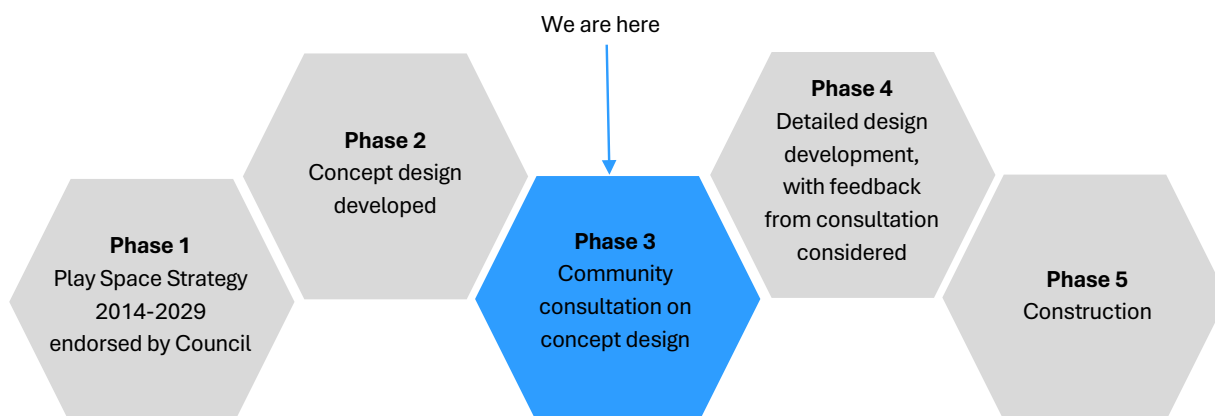 We are here
Phase 1
Play Space Strategy
2014-2029
endorsed by Council
Phase 2
Concept design
developed
Phase 3
Community
consultation on
concept design
Phase 4
Detailed design
development,
with feedback
from consultation
considered
Phase 5
Construction